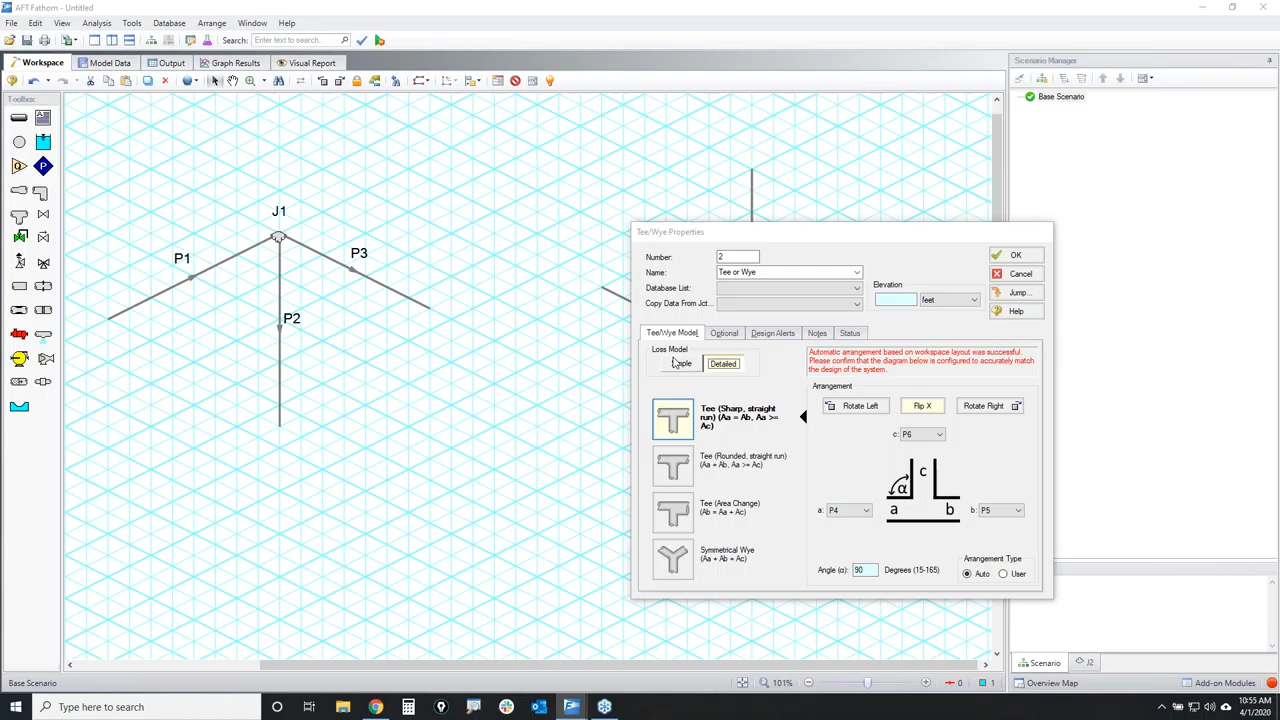 AFT Fathom - Untitled
File Edit View Analysis Tools Database Arrange Window Help
Search: Enter text to search...
Workspace Model Data Output Graph Results Visual Report
Scenario Manager
Toolbox
Base Scenario
J1
P1
P3
P2
Tee/Wye Properties
Number: 2
Name: Tee or Wye
Database List:
Copy Data From Jct...
Elevation
feet
OK
Cancel
Jump...
Help
Tee/Wye Model Optional Design Alerts Notes Status
Loss Model
Detailed
Automatic arrangement based on workspace layout was successful.
Please confirm that the diagram below is configured to accurately match
the design of the system.
Arrangement
Rotate Left Flip X Rotate Right
Tee (Sharp, straight
run) (Aa = Ab, Aa >=
Ac)
Tee (Rounded, straight run)
(Aa = Ab, Aa >= Ac)
Tee (Area Change)
(Ab = Aa + Ac)
Symmetrical Wye
(Aa + Ab = Ac)
c: P6
c
α
a b
a: P4
b: P5
Angle (α): 90 Degrees (15-165)
Arrangement Type
Auto User
Scenario J2
Base Scenario
101%
0
1
Overview Map
Add-on Modules
Type here to search
10:55 AM
4/1/2020